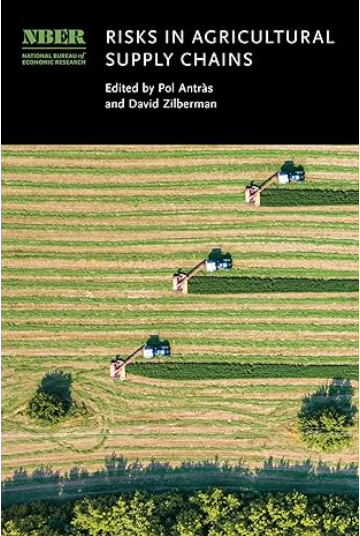 NBER
NATIONAL BUREAU of
ECONOMIC RESEARCH
RISKS IN AGRICULTURAL
SUPPLY CHAINS
Edited by Pol Antràs
and David Zilberman